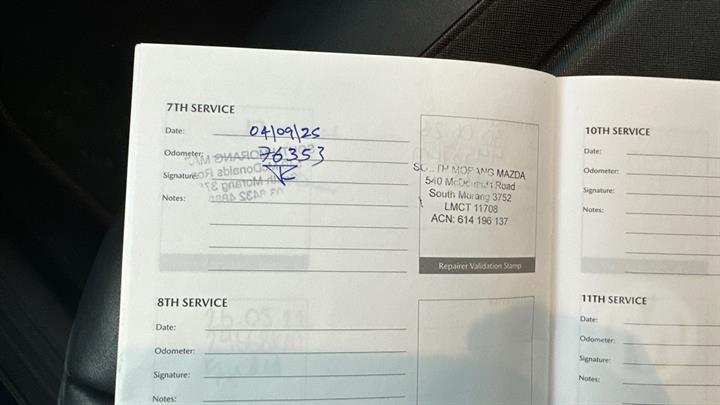 7TH SERVICE
Date: 04/09/25
Odometer: 76353
Signature:
Notes:
SOUTH MORANG MAZDA
540 McDonalds Road
South Morang 3752
LMCT 11708
ACN: 614 196 137
Repairer Validation Stamp
8TH SERVICE
Date:
Odometer:
Signature:
Notes:
10TH SERVICE
Date:
Odometer:
Signature:
Notes:
11TH SERVICE
Date:
Odometer:
Signature:
Notes: